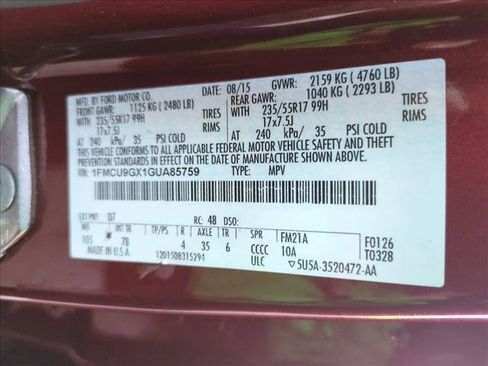 MFD. BY FORD MOTOR CO.
DATE: 08/15 GVWR: 2159 KG (4760 LB)
FRONT GAWR: 1125 KG (2480 LB) REAR GAWR: 1040 KG (2293 LB)
WITH 235/55R17 99H TIRES WITH 235/55R17 99H TIRES
17x7.5J RIMS 17x7.5J RIMS
AT 240 kPa/ 35 PSI COLD AT 240 kPa/ 35 PSI COLD
THIS VEHICLE CONFORMS TO ALL APPLICABLE FEDERAL MOTOR VEHICLE SAFETY AND THEFT
PREVENTION STANDARDS IN EFFECT ON THE DATE OF MANUFACTURE SHOWN ABOVE.
VIN: 1FMCU9GX1GUA85759 TYPE: MPV
EXT PNT: D7 RC: 48 DSO:
WB TP/PS R AXLE TR SPR FM21A F0126
105 7B 4 35 6 CCCC 10A T0328
MADE IN U.S.A. 1201508315294 ULC 5U5A-3520472-AA